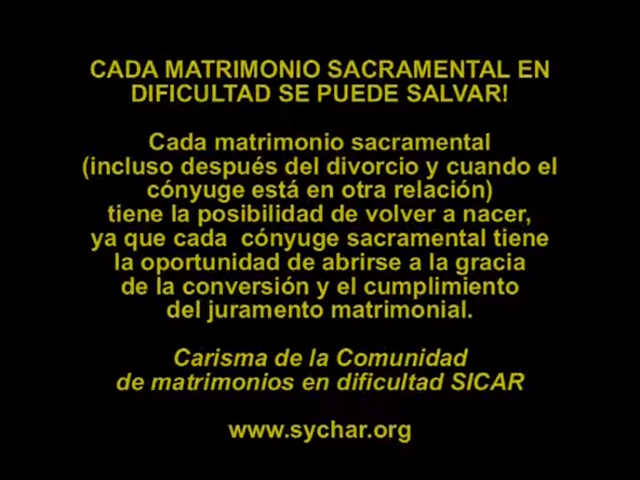 CADA MATRIMONIO SACRAMENTAL EN
DIFICULTAD SE PUEDE SALVAR!
Cada matrimonio sacramental
(incluso después del divorcio y cuando el
cónyuge está en otra relación)
tiene la posibilidad de volver a nacer,
ya que cada cónyuge sacramental tiene
la oportunidad de abrirse a la gracia
de la conversión y el cumplimiento
del juramento matrimonial.
Carisma de la Comunidad
de matrimonios en dificultad SICAR
www.sychar.org